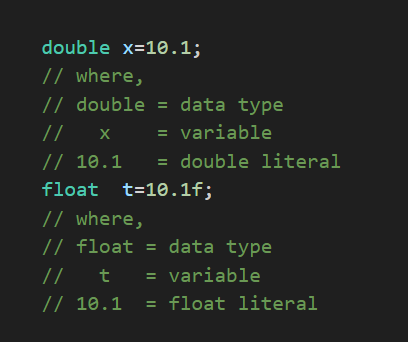 double x=10.1;
// where,
// double = data type
//   x    = variable
// 10.1   = double literal
float  t=10.1f;
// where,
// float = data type
//   t   = variable
// 10.1  = float literal